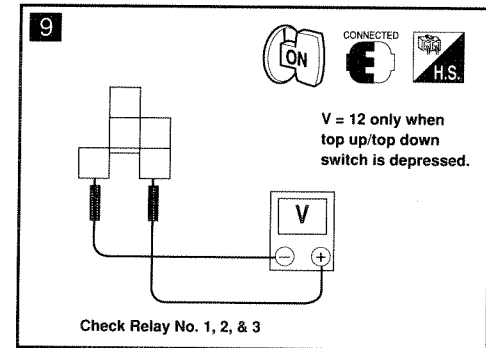 9
ON
CONNECTED
H.S.
V = 12 only when
top up/top down
switch is depressed.
V
− +
Check Relay No. 1, 2, & 3